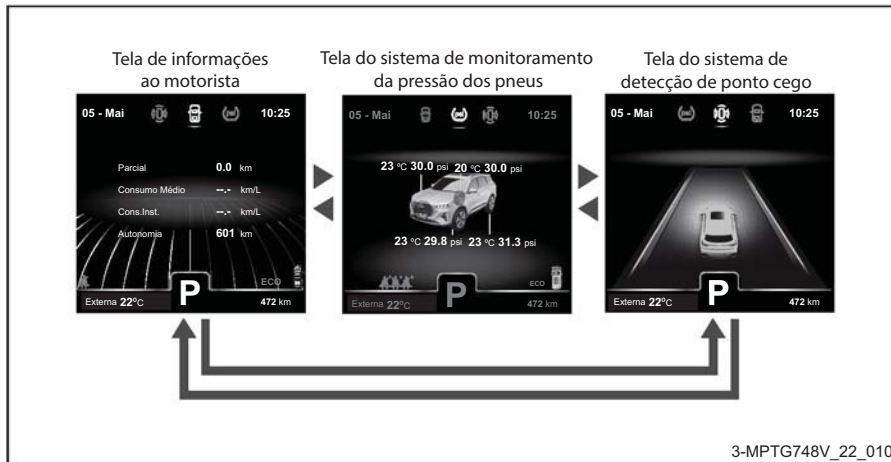 Tela de informações
ao motorista
Tela do sistema de monitoramento
da pressão dos pneus
Tela do sistema de
detecção de ponto cego
05 - Mai
10:25
Parcial 0.0 km
Consumo Médio --.- km/L
Cons.Inst. --.- km/L
Autonomia 601 km
ECO
P
Externa 22°C
472 km
05 - Mai
10:25
23 °C 30.0 psi 20 °C 30.0 psi
23 °C 29.8 psi 23 °C 31.3 psi
ECO
P
Externa 22°C
472 km
05 - Mai
10:25
P
Externa 22°C
472 km
3-MPTG748V_22_010